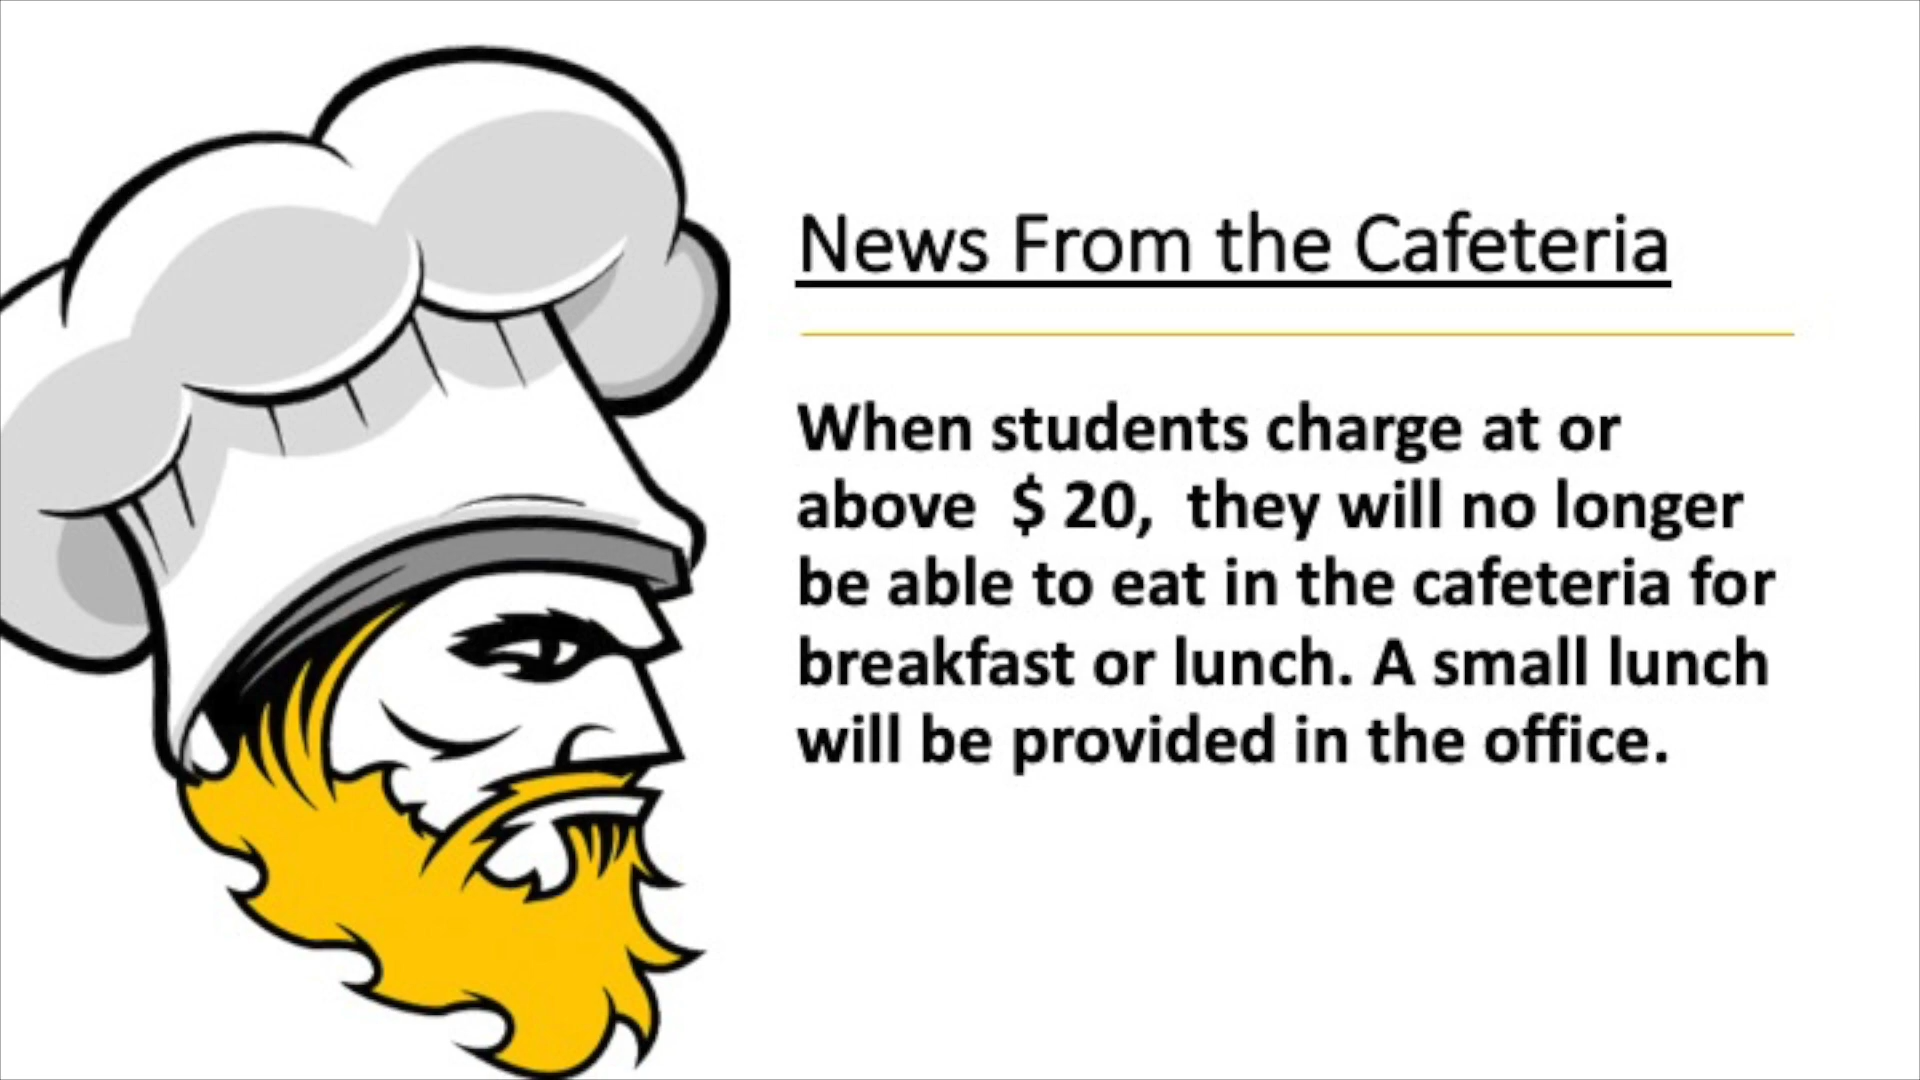 News From the Cafeteria
When students charge at or
above  $ 20,  they will no longer
be able to eat in the cafeteria for
breakfast or lunch. A small lunch
will be provided in the office.